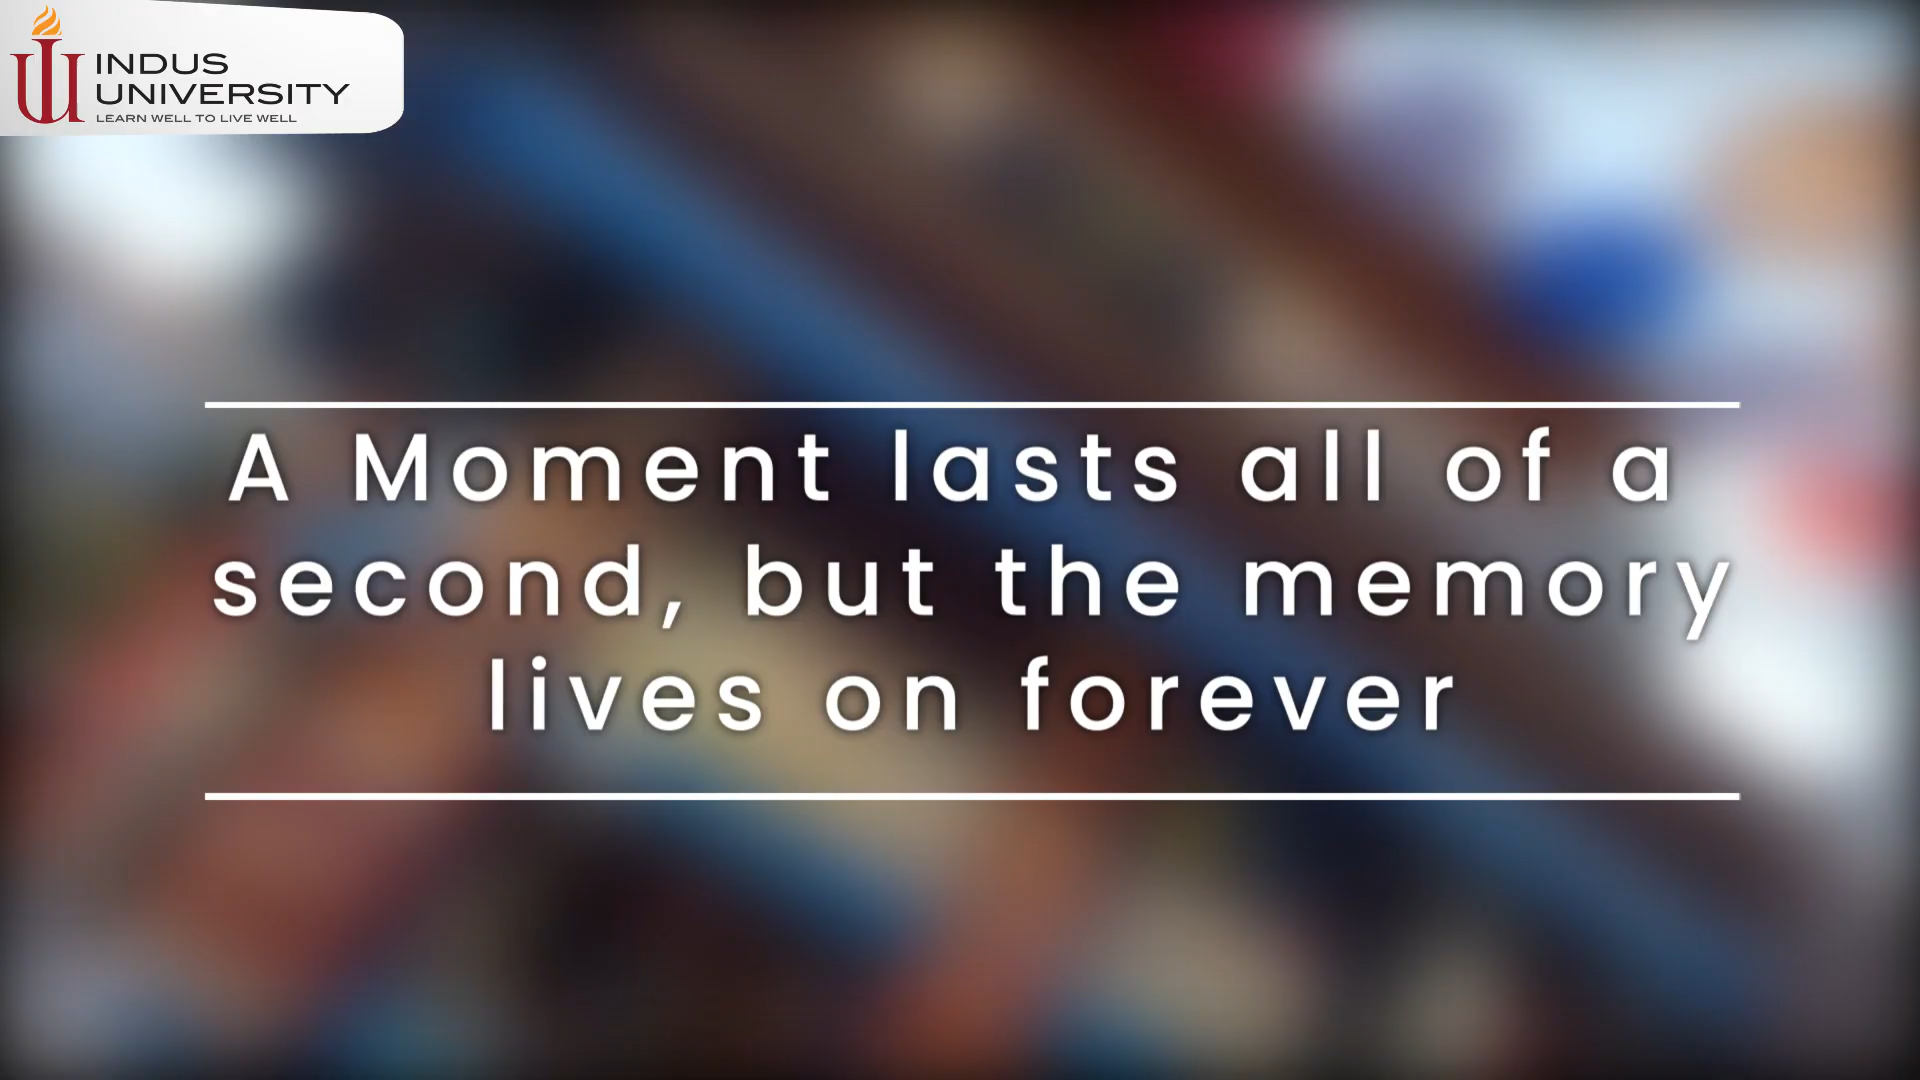 INDUS
UNIVERSITY
LEARN WELL TO LIVE WELL
A Moment lasts all of a
second, but the memory
lives on forever